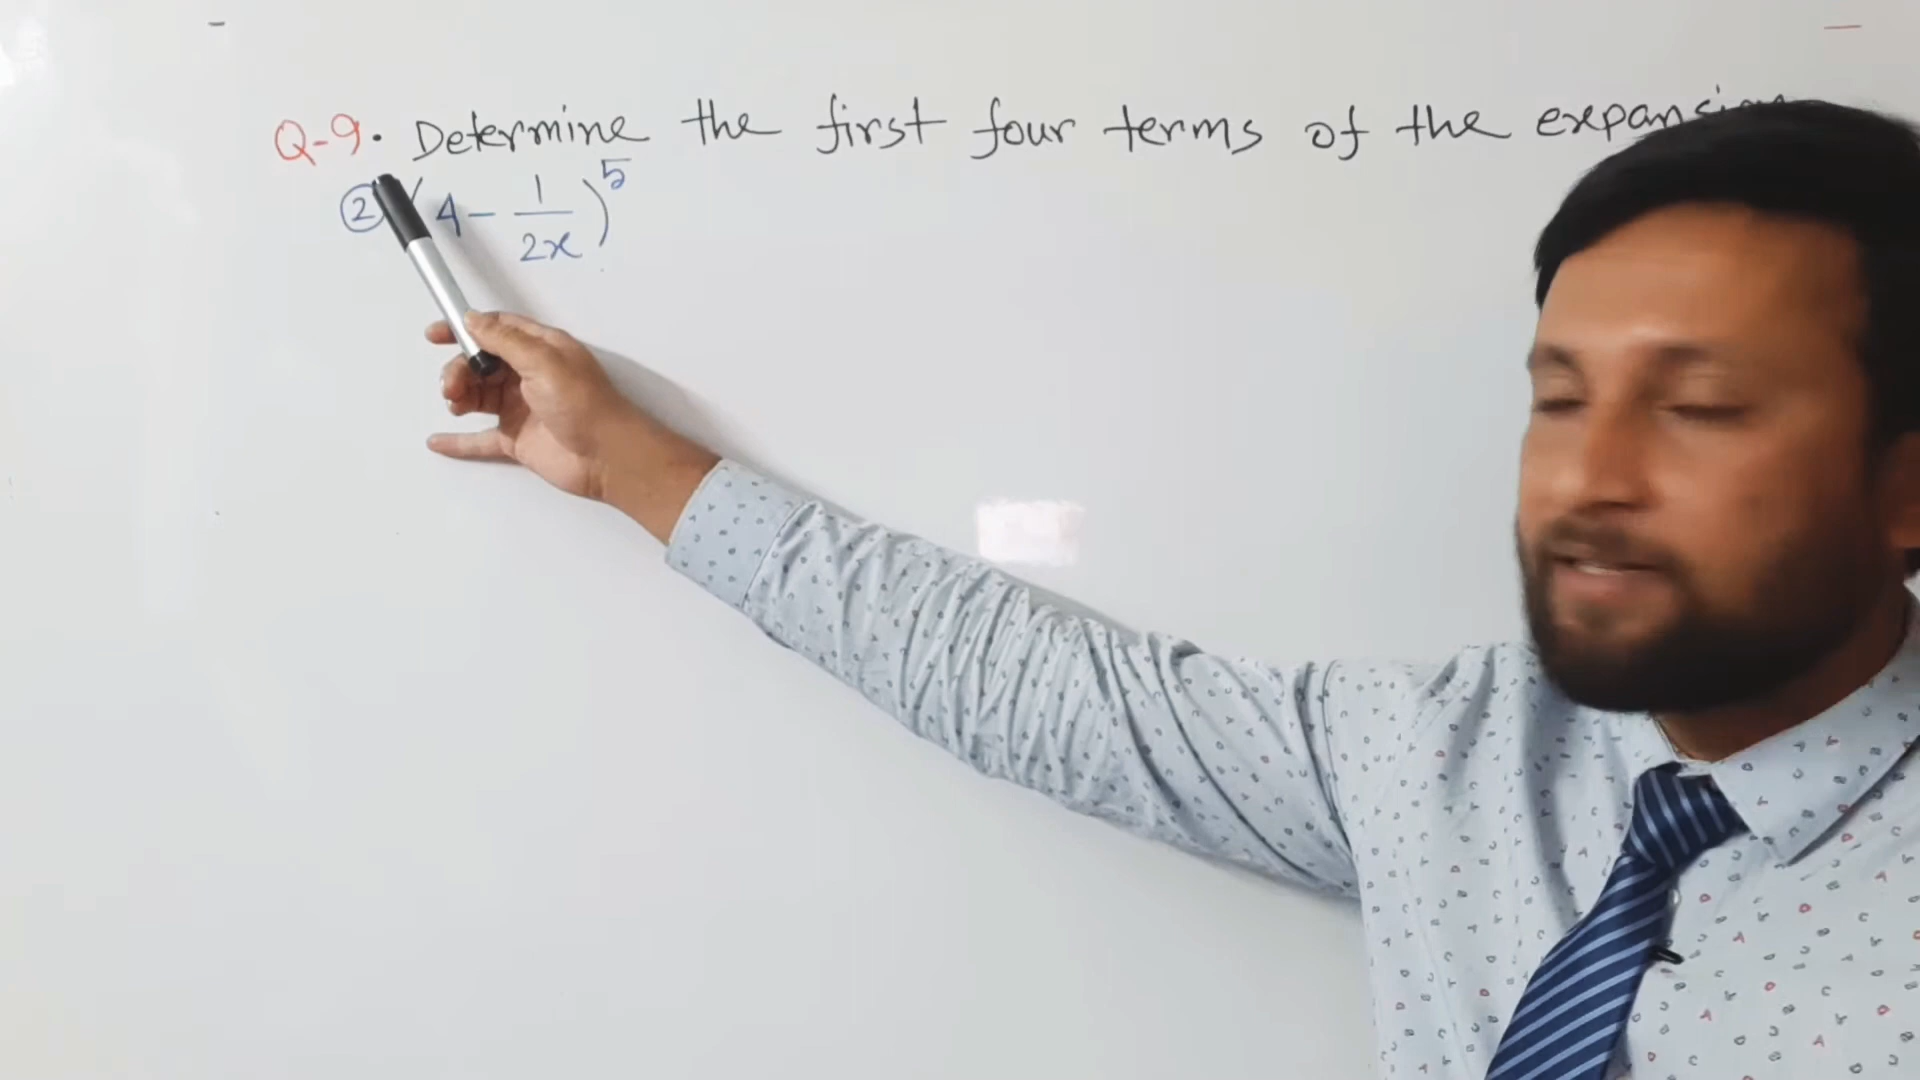 Q-9. Determine the first four terms of the expansion
② (4 - 1/2x)^5